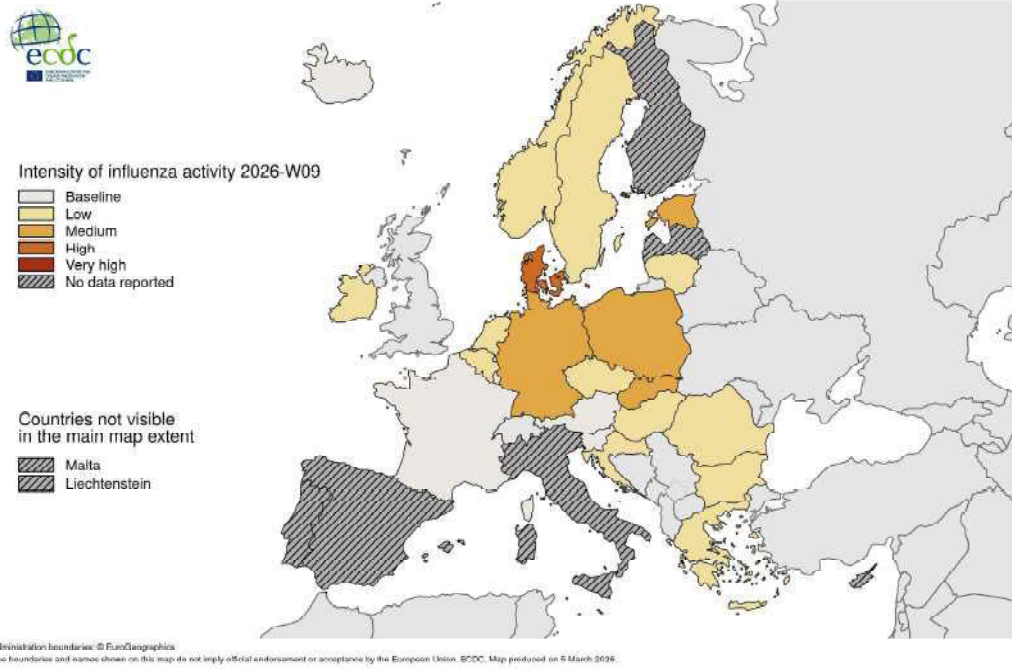 ecdc
Intensity of influenza activity 2026-W09
Baseline
Low
Medium
High
Very high
No data reported
Countries not visible
in the main map extent
Malta
Liechtenstein
ministration boundaries: © EuroGeographics
boundaries and names shown on this map do not imply official endorsement or acceptance by the European Union. ECDC. Map produced on 5 March 2026.